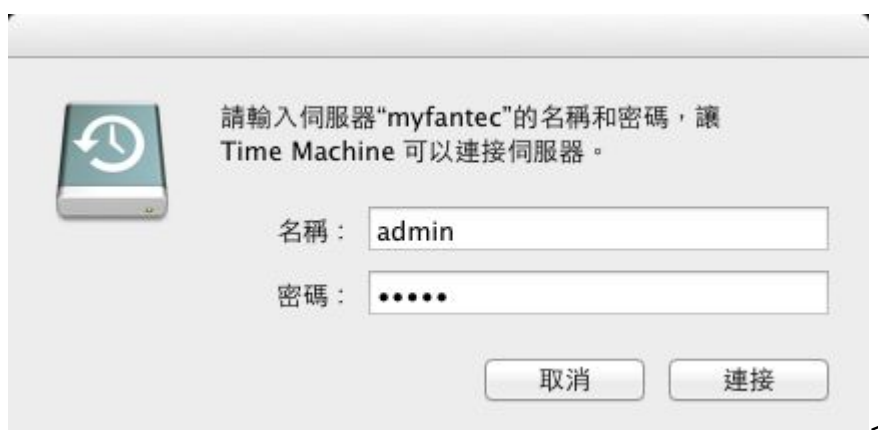 請輸入伺服器“myfantec”的名稱和密碼，讓
Time Machine 可以連接伺服器。
名稱： admin
密碼： •••••
取消 連接